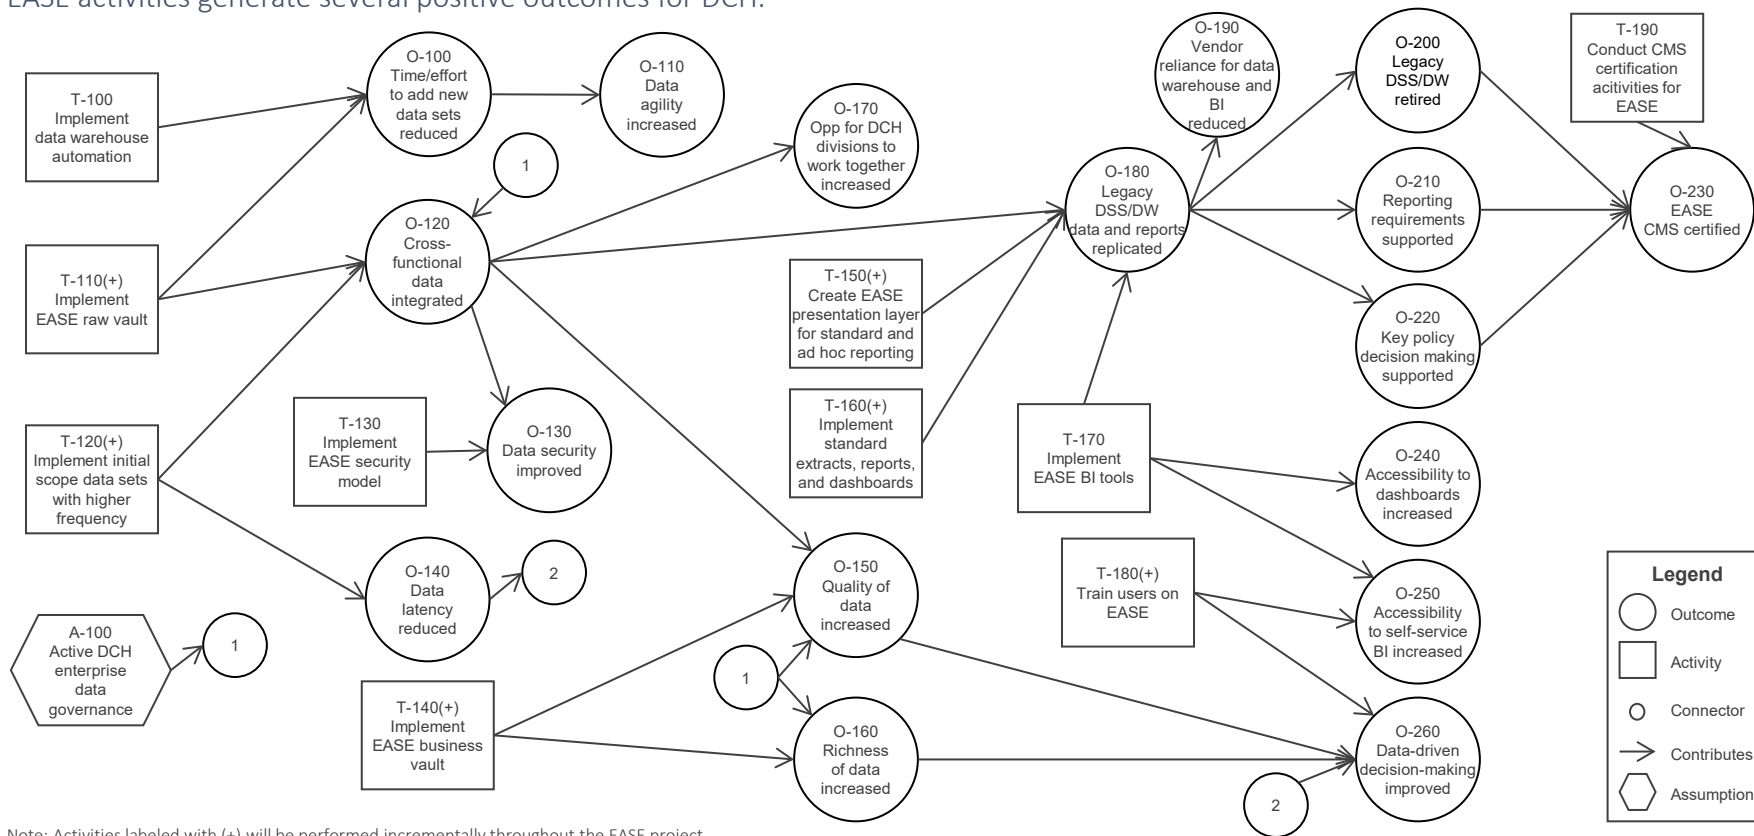 EASE activities generate several positive outcomes for DCH.
T-100
Implement
data warehouse
automation
T-110(+)
Implement
EASE raw vault
T-120(+)
Implement initial
scope data sets
with higher
frequency
A-100
Active DCH
enterprise
data
governance
1
O-100
Time/effort
to add new
data sets
reduced
O-110
Data
agility
increased
1
O-120
Cross-
functional
data
integrated
T-130
Implement
EASE security
model
O-130
Data security
improved
O-140
Data
latency
reduced
2
T-140(+)
Implement
EASE business
vault
O-170
Opp for DCH
divisions to
work together
increased
T-150(+)
Create EASE
presentation layer
for standard and
ad hoc reporting
T-160(+)
Implement
standard
extracts, reports,
and dashboards
O-150
Quality of
data
increased
1
O-160
Richness
of data
increased
O-190
Vendor
reliance for data
warehouse and
BI
reduced
O-180
Legacy
DSS/DW
data and reports
replicated
T-170
Implement
EASE BI tools
T-180(+)
Train users on
EASE
2
O-200
Legacy
DSS/DW
retired
O-210
Reporting
requirements
supported
O-220
Key policy
decision making
supported
O-240
Accessibility to
dashboards
increased
O-250
Accessibility
to self-service
BI increased
O-260
Data-driven
decision-making
improved
T-190
Conduct CMS
certification
acitivities for
EASE
O-230
EASE
CMS certified
Legend
Outcome
Activity
Connector
Contributes
Assumption
Note: Activities labeled with (+) will be performed incrementally throughout the EASE project